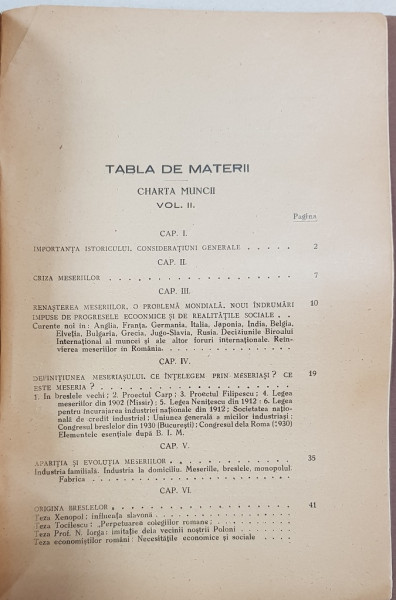 TABLA DE MATERII
CHARTA MUNCII
VOL. II.
Pagina
CAP. I.
IMPORTANȚA ISTORICULUI, CONSIDERAȚIUNI GENERALE . . . . . 2
CAP. II.
CRIZA MESERIILOR . . . . . . . . . . . . . . . 7
CAP. III.
RENAȘTEREA MESERIILOR, O PROBLEMĂ MONDIALĂ. NOUI ÎNDRUMĂRI 10
IMPUSE DE PROGRESELE ECOONMICE ȘI DE REALITĂȚILE SOCIALE . .
Curente noi în: Anglia, Franța, Germania, Italia, Japonia, India, Belgia,
Elveția, Bulgaria, Grecia, Jugo-Slavia, Rusia. Deciziunile Biroului
Internațional al muncei și ale altor foruri internaționale. Rein-
vierea meseriilor în România.
CAP. IV.
DEFINIȚIUNEA MESERIAȘULUI. CE ÎNȚELEGEM PRIN MESERIAȘI? CE 19
ESTE MESERIA ? . . . . . . . . . . . . . . .
1. In breslele vechi; 2. Proectul Carp; 3. Proectul Filipescu; 4. Legea
meseriilor din 1902 (Missir); 5. Legea Nenițescu din 1912; 6. Legea
pentru incurajarea industriei naționale din 1912; Societatea națio-
nală de credit industrial; Uniunea generală a micilor industriași;
Congresul breslelor din 1930 (București); Congresul dela Roma (1930)
Elementele esențiale după B. I. M.
CAP. V.
APARIȚIA ȘI EVOLUȚIA MESERIILOR . . . . . . . . . . . 35
Industria familială. Industria la domiciliu. Meseriile, breslele, monopolul.
Fabrica . . . . . . . . . . . . . . .
CAP. VI.
ORIGINA BRESLELOR . . . . . . . . . . . . . . 41
Teza Xenopol: influența slavonă . . . . . . . . . .
Teza Tocilescu: „Perpetuarea colegiilor romane; . . . . . .
Teza Prof. N. Iorga: imitație dela vecinii noștrii Poloni . . . .
Teza economiștilor români: Necesitățile economice și sociale . . . .